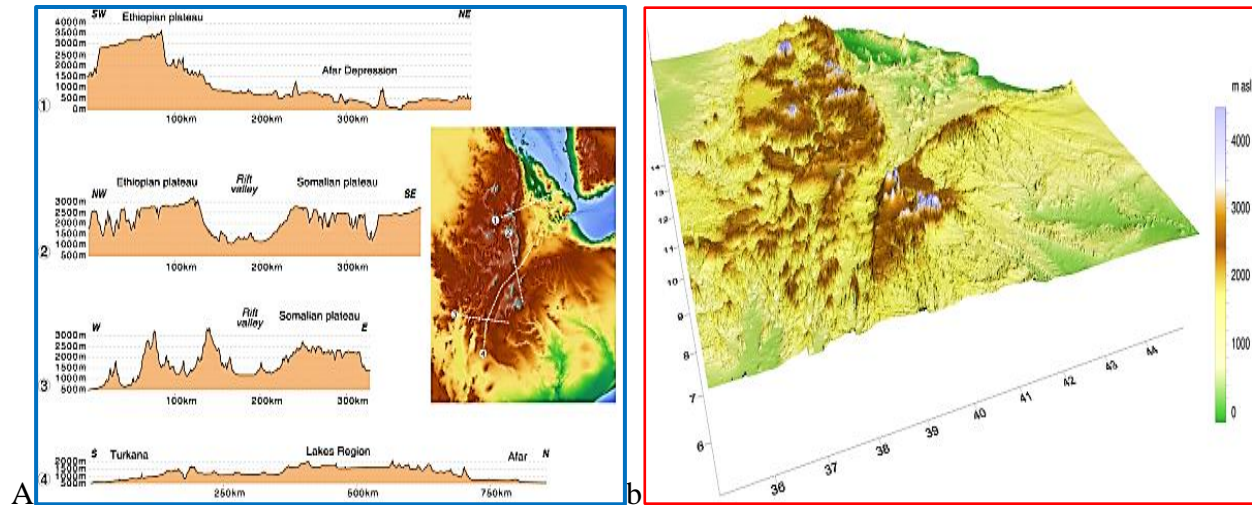 SW Ethiopian plateau NE
4000m
3500m
3000m
2500m
2000m
1500m
1000m
500m
0m
Afar Depression
1
100km 200km 300km
NW Ethiopian plateau Rift valley Somalian plateau SE
3000m
2500m
2000m
1500m
1000m
500m
2
100km 200km 300km
W Rift valley Somalian plateau E
3000m
2500m
2000m
1500m
1000m
500m
3
100km 200km 300km
S Turkana Lakes Region Afar N
2000m
1500m
1000m
500m
4
250km 500km 750km
A
b
m asl
4000
3000
2000
1000
0
14
13
12
11
10
9
8
7
6
36 37 38 39 40 41 42 43 44